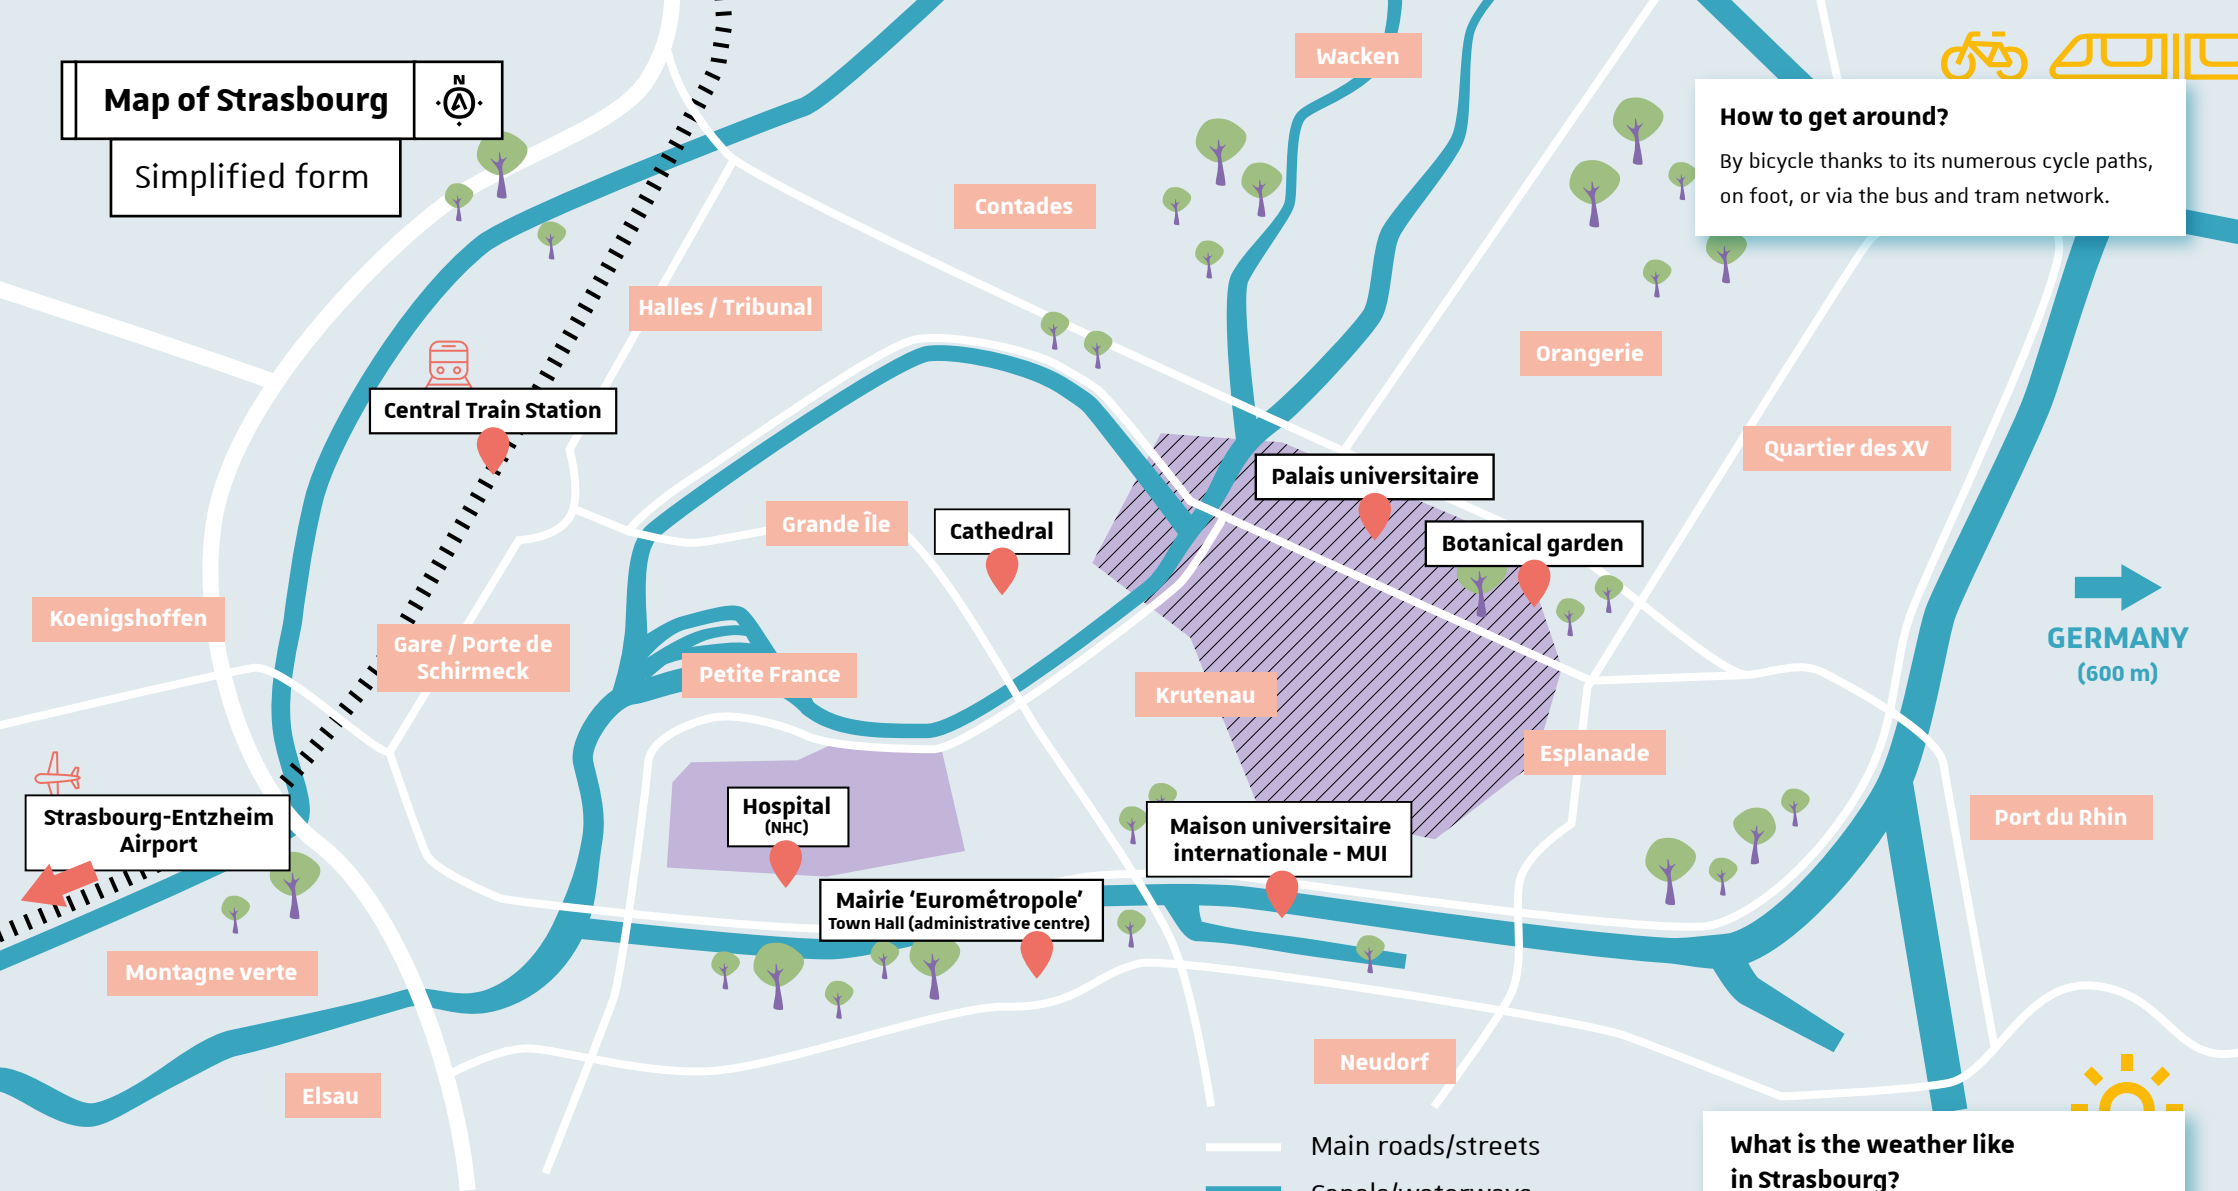 Map of Strasbourg
N
Simplified form
Wacken
How to get around?
By bicycle thanks to its numerous cycle paths,
on foot, or via the bus and tram network.
Contades
Halles / Tribunal
Orangerie
Central Train Station
Quartier des XV
Palais universitaire
Grande Île
Cathedral
Botanical garden
Koenigshoffen
Gare / Porte de
Schirmeck
GERMANY
(600 m)
Petite France
Krutenau
Esplanade
Strasbourg-Entzheim
Airport
Hospital
(NHC)
Maison universitaire
internationale - MUI
Port du Rhin
Mairie ‘Eurométropole’
Town Hall (administrative centre)
Montagne verte
Neudorf
Elsau
Main roads/streets
Canals/waterways
What is the weather like
in Strasbourg?